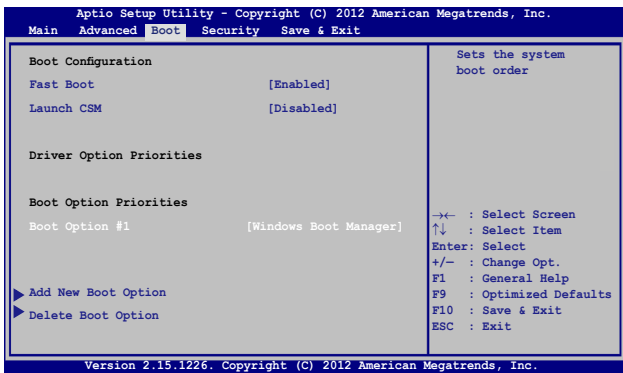 Aptio Setup Utility - Copyright (C) 2012 American Megatrends, Inc.
Main Advanced Boot Security Save & Exit
Boot Configuration
Fast Boot [Enabled]
Launch CSM [Disabled]
Driver Option Priorities
Boot Option Priorities
Boot Option #1 [Windows Boot Manager]
Add New Boot Option
Delete Boot Option
Sets the system
boot order
→← : Select Screen
↑↓ : Select Item
Enter: Select
+/— : Change Opt.
F1 : General Help
F9 : Optimized Defaults
F10 : Save & Exit
ESC : Exit
Version 2.15.1226. Copyright (C) 2012 American Megatrends, Inc.